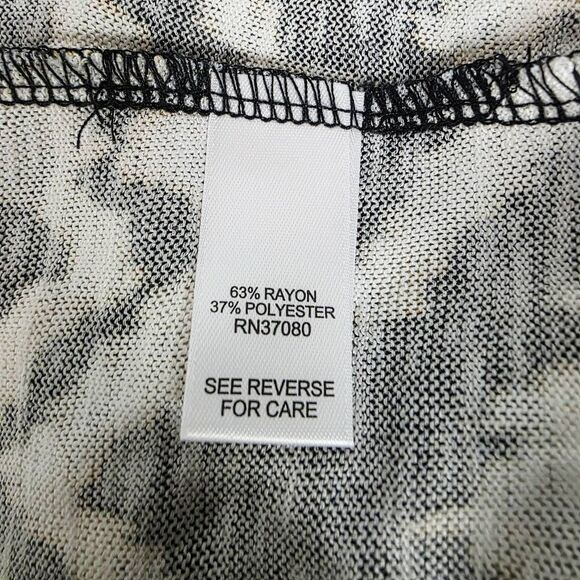 63% RAYON
37% POLYESTER
RN37080
SEE REVERSE
FOR CARE